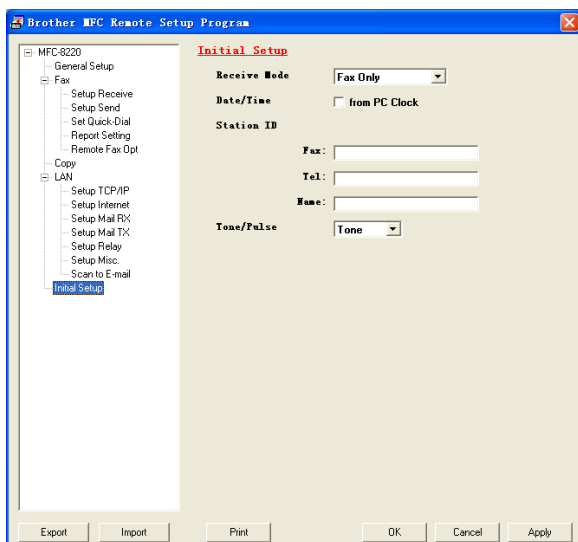 Brother MFC Remote Setup Program
MFC-8220
General Setup
Fax
Setup Receive
Setup Send
Set Quick-Dial
Report Setting
Remote Fax Opt
Copy
LAN
Setup TCP/IP
Setup Internet
Setup Mail RX
Setup Mail TX
Setup Relay
Setup Misc.
Scan to E-mail
Initial Setup
Initial Setup
Receive Mode Fax Only
Date/Time from PC Clock
Station ID
Fax:
Tel:
Name:
Tone/Pulse Tone
Export Import Print OK Cancel Apply